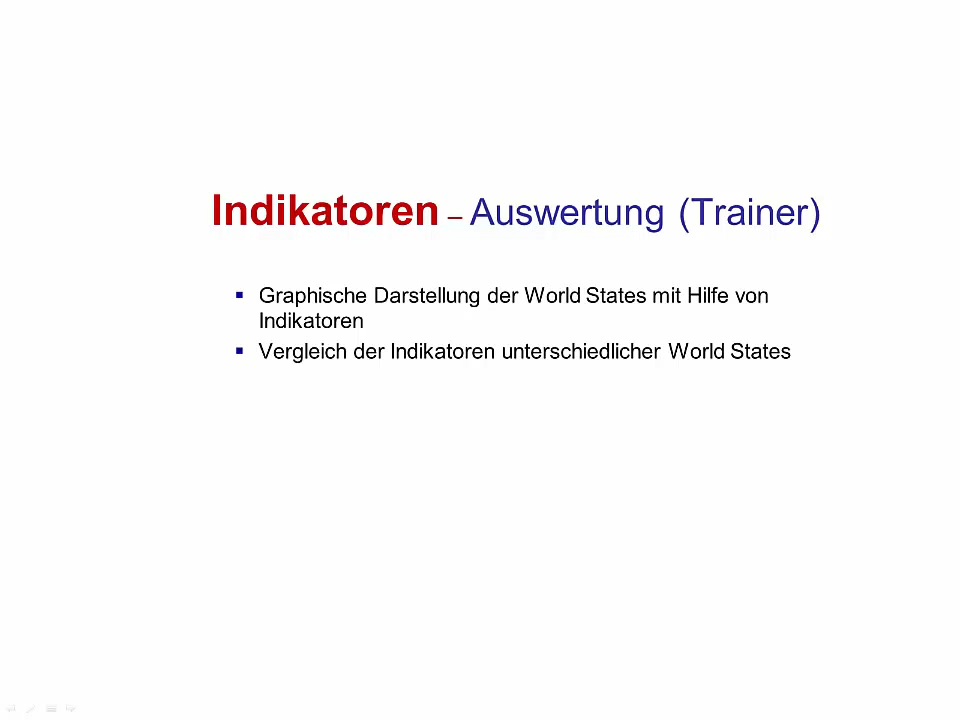 Indikatoren – Auswertung (Trainer)
▪ Graphische Darstellung der World States mit Hilfe von
Indikatoren
▪ Vergleich der Indikatoren unterschiedlicher World States